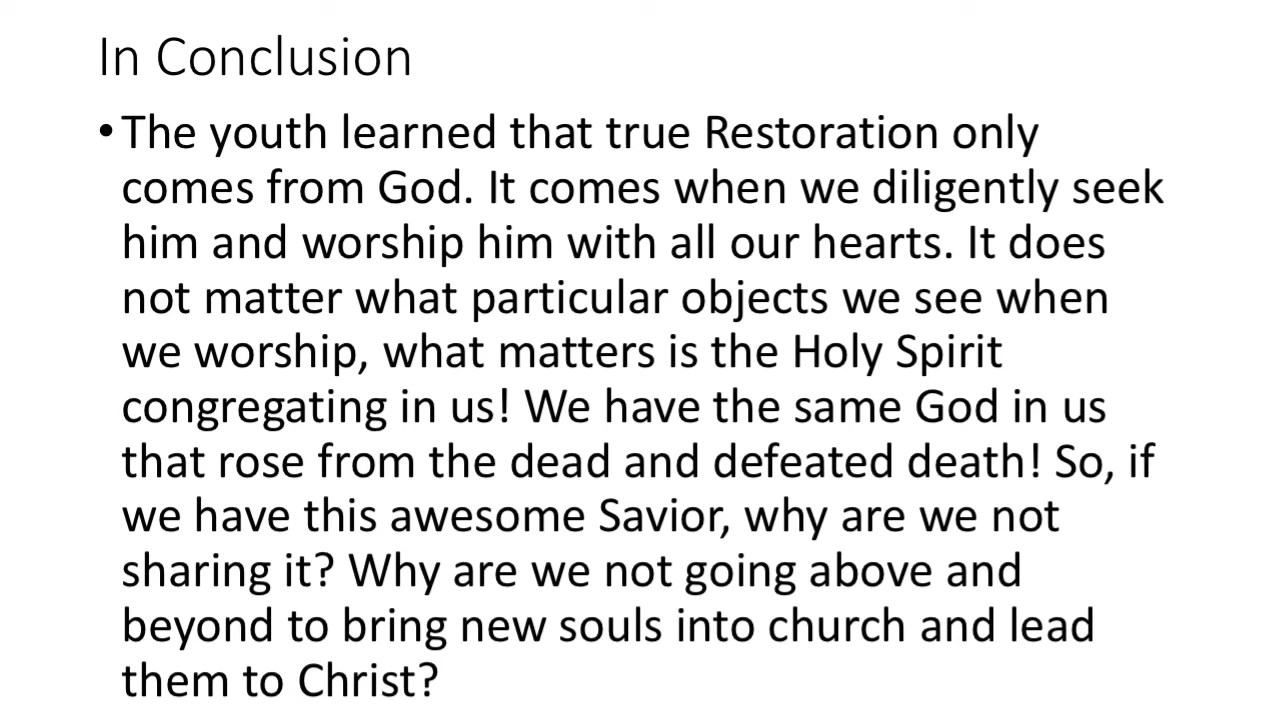 In Conclusion
•The youth learned that true Restoration only
comes from God. It comes when we diligently seek
him and worship him with all our hearts. It does
not matter what particular objects we see when
we worship, what matters is the Holy Spirit
congregating in us! We have the same God in us
that rose from the dead and defeated death! So, if
we have this awesome Savior, why are we not
sharing it? Why are we not going above and
beyond to bring new souls into church and lead
them to Christ?